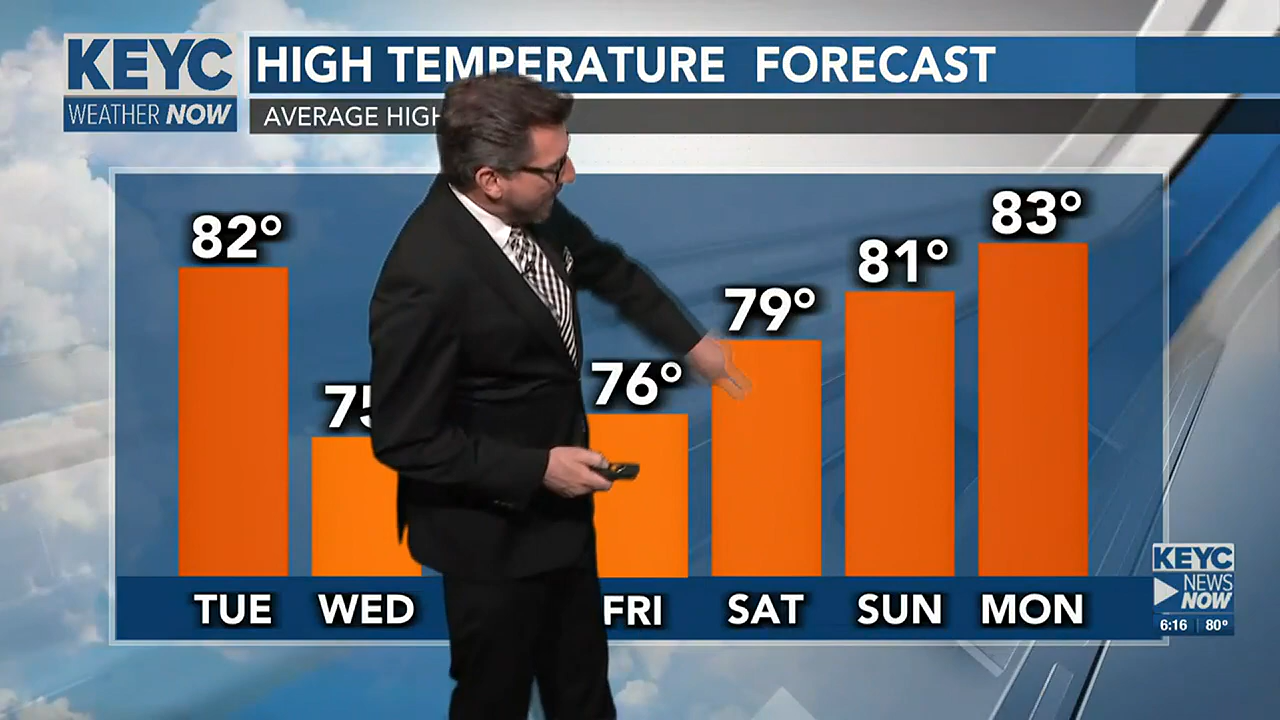 KEYC
WEATHER NOW
HIGH TEMPERATURE FORECAST
AVERAGE HIGH
82°
75
76°
79°
81°
83°
TUE
WED
FRI
SAT
SUN
MON
KEYC
NEWS
NOW
6:16
80°